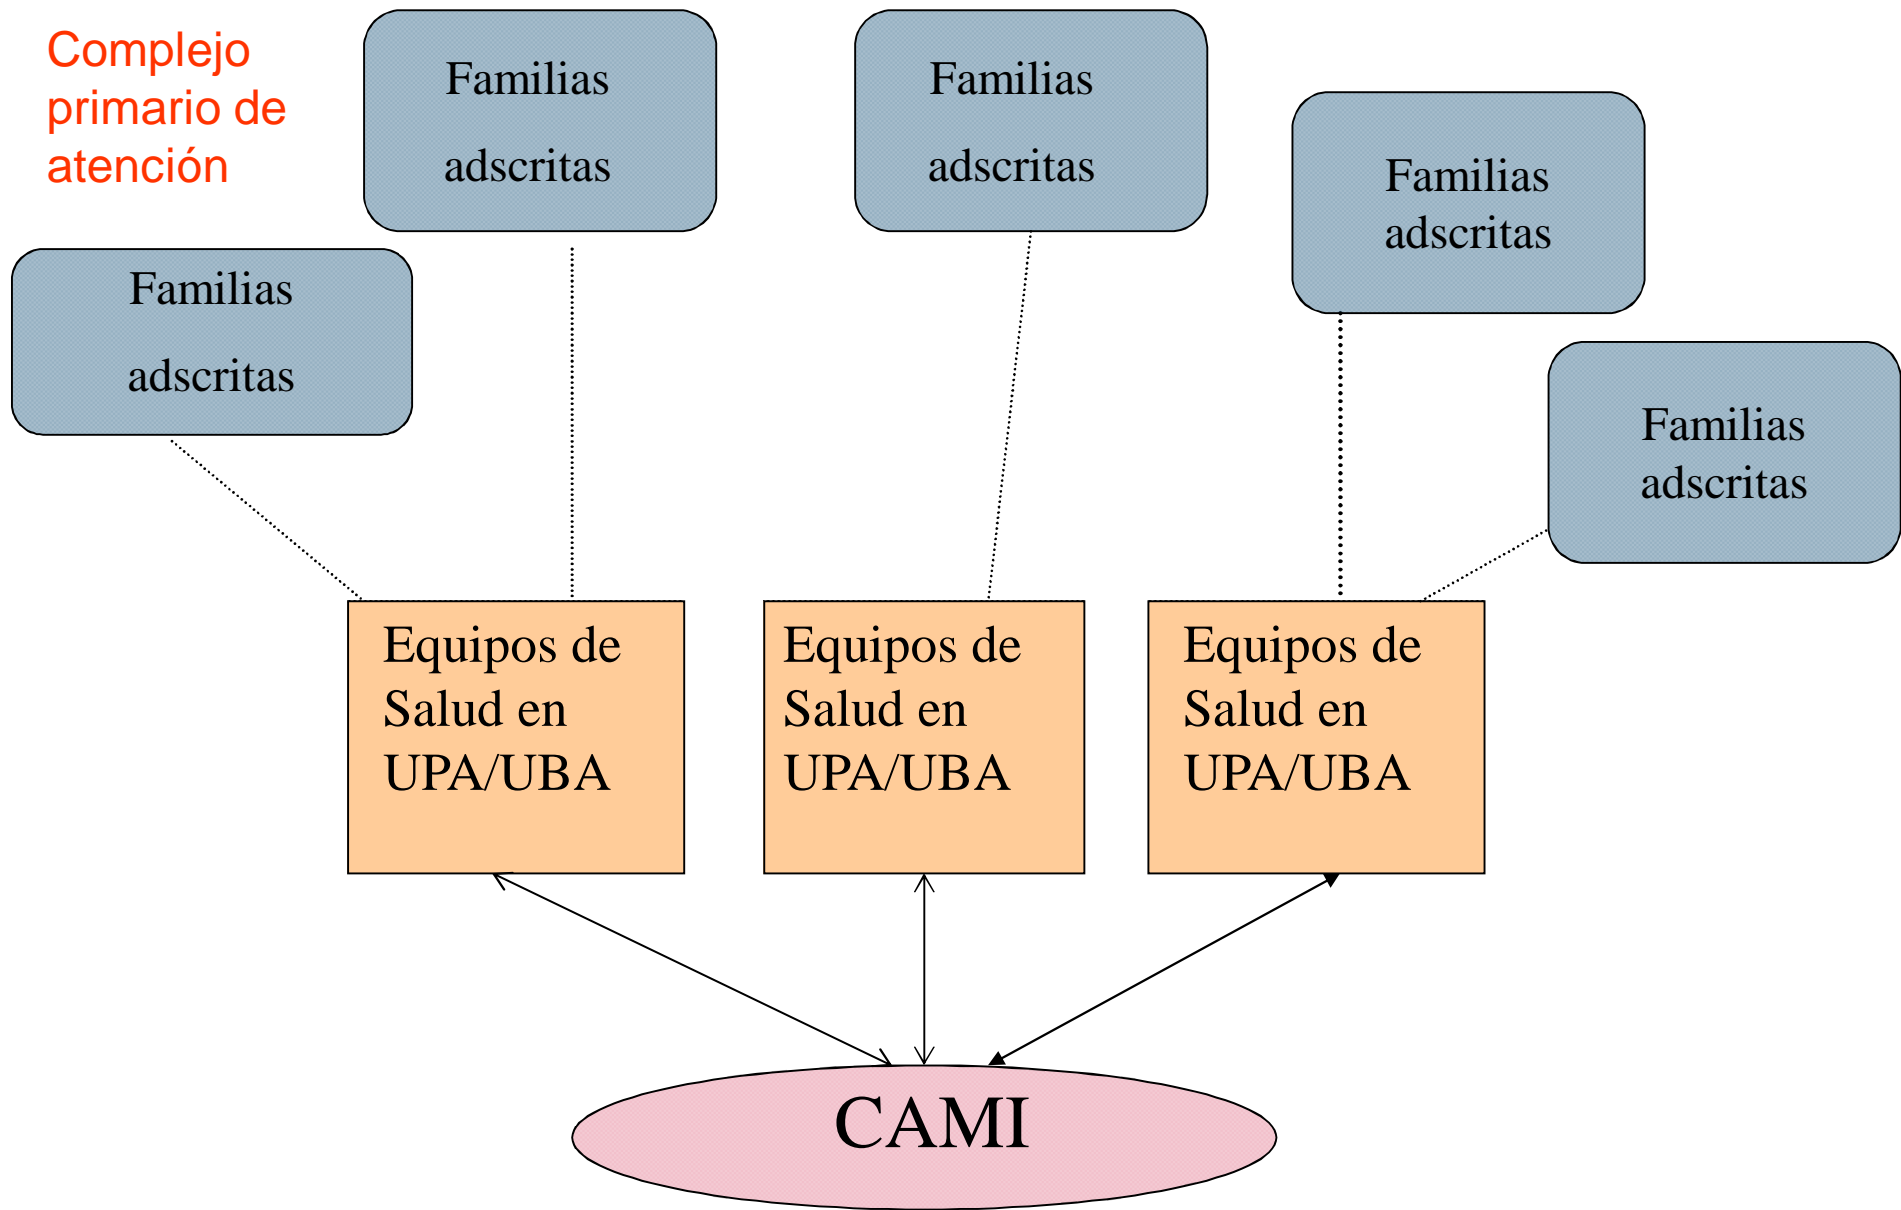 Complejo
primario de
atención
Familias
adscritas
Familias
adscritas
Familias
adscritas
Familias
adscritas
Familias
adscritas
Equipos de
Salud en
UPA/UBA
Equipos de
Salud en
UPA/UBA
Equipos de
Salud en
UPA/UBA
CAMI